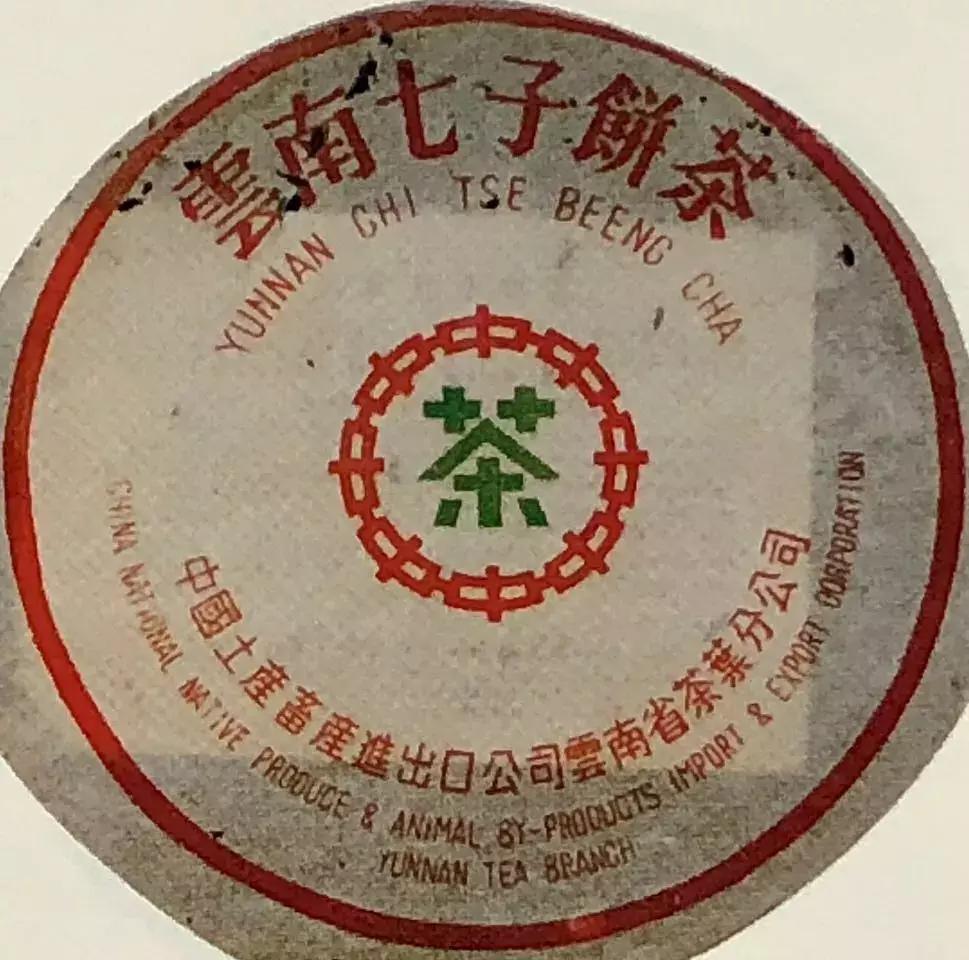 雲南七子餅茶
YUNNAN CHI TSE BEENG CHA
茶
中國土産畜産進出口公司雲南省茶葉分公司
CHINA NATIONAL NATIVE PRODUCE & ANIMAL BY-PRODUCTS IMPORT & EXPORT CORPORATION
YUNNAN TEA BRANCH